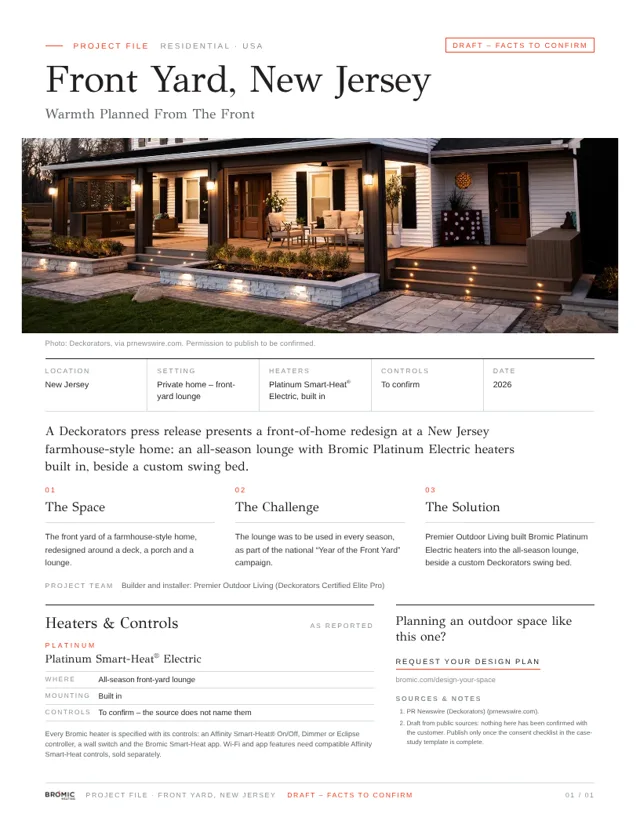 PROJECT FILE RESIDENTIAL · USA
DRAFT – FACTS TO CONFIRM
Front Yard, New Jersey
Warmth Planned From The Front
Photo: Deckorators, via prnewswire.com. Permission to publish to be confirmed.
LOCATION
New Jersey
SETTING
Private home – front-
yard lounge
HEATERS
Platinum Smart-Heat®
Electric, built in
CONTROLS
To confirm
DATE
2026
A Deckorators press release presents a front-of-home redesign at a New Jersey
farmhouse-style home: an all-season lounge with Bromic Platinum Electric heaters
built in, beside a custom swing bed.
01
The Space
The front yard of a farmhouse-style home,
redesigned around a deck, a porch and a
lounge.
02
The Challenge
The lounge was to be used in every season,
as part of the national “Year of the Front Yard”
campaign.
03
The Solution
Premier Outdoor Living built Bromic Platinum
Electric heaters into the all-season lounge,
beside a custom Deckorators swing bed.
PROJECT TEAM Builder and installer: Premier Outdoor Living (Deckorators Certified Elite Pro)
Heaters & Controls
AS REPORTED
PLATINUM
Platinum Smart-Heat® Electric
WHERE All-season front-yard lounge
MOUNTING Built in
CONTROLS To confirm – the source does not name them
Every Bromic heater is specified with its controls: an Affinity Smart-Heat® On/Off, Dimmer or Eclipse
controller, a wall switch and the Bromic Smart-Heat app. Wi-Fi and app features need compatible Affinity
Smart-Heat controls, sold separately.
Planning an outdoor space like
this one?
REQUEST YOUR DESIGN PLAN
bromic.com/design-your-space
SOURCES & NOTES
1. PR Newswire (Deckorators) (prnewswire.com).
2. Draft from public sources: nothing here has been confirmed with
the customer. Publish only once the consent checklist in the case-
study template is complete.
BROMIC
HEATING
PROJECT FILE · FRONT YARD, NEW JERSEY DRAFT – FACTS TO CONFIRM
01 / 01